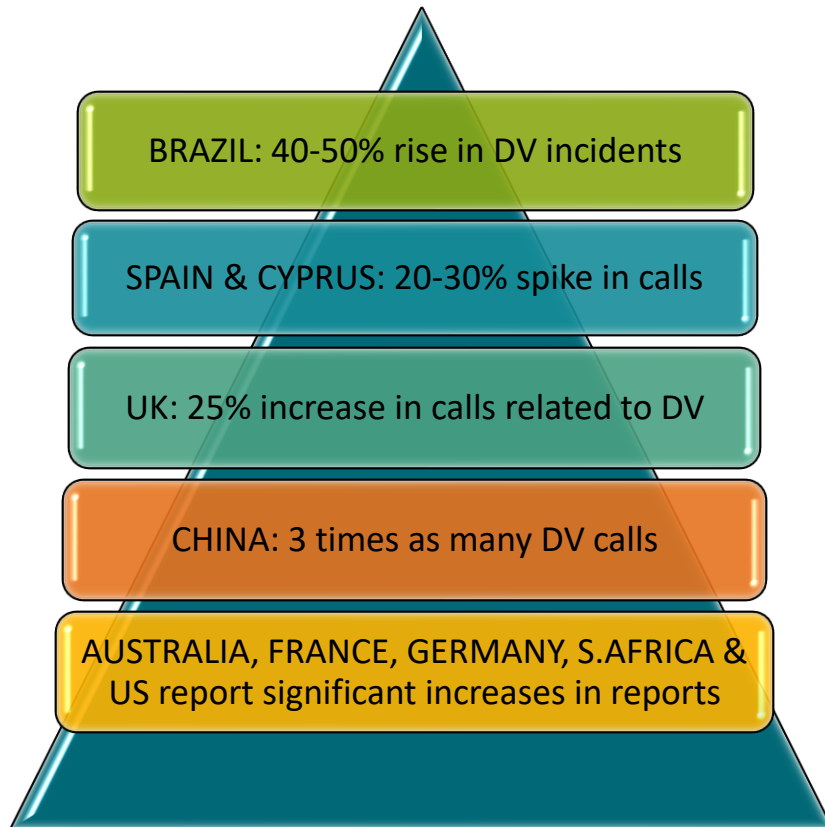 BRAZIL: 40-50% rise in DV incidents
SPAIN & CYPRUS: 20-30% spike in calls
UK: 25% increase in calls related to DV
CHINA: 3 times as many DV calls
AUSTRALIA, FRANCE, GERMANY, S.AFRICA &
US report significant increases in reports